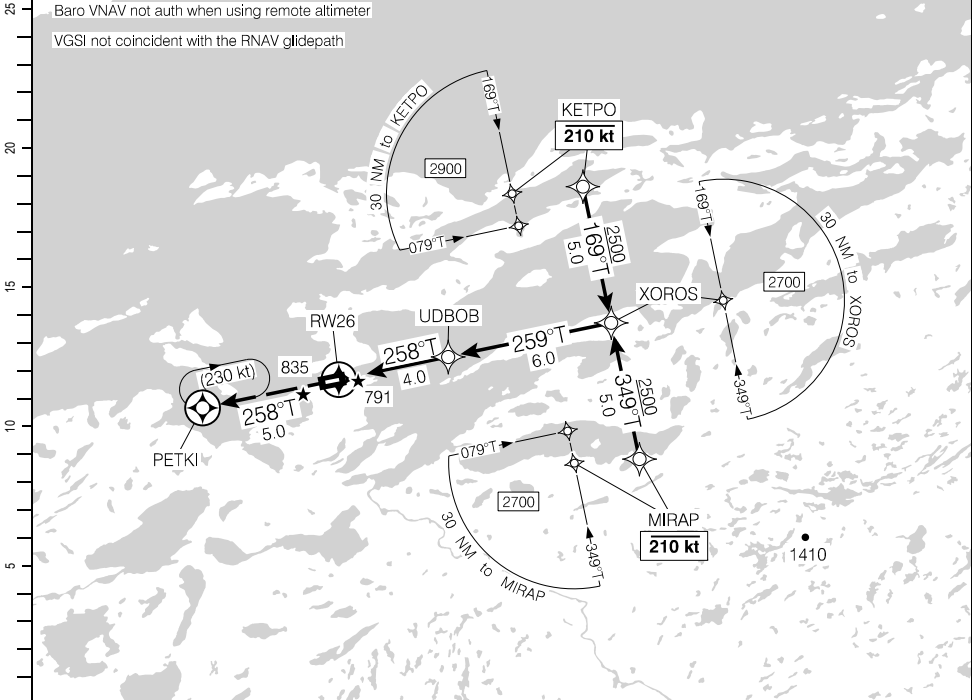 Baro VNAV not auth when using remote altimeter
VGSI not coincident with the RNAV glidepath
25
20
15
10
5
30 NM to KETPO
169°T
2900
079°T
KETPO
210 kt
169°T
2500
5.0
169°T
30 NM to XOROS
2700
349°T
XOROS
RW26
UDBOB
259°T
6.0
258°T
4.0
(230 kt)
835
791
258°T
5.0
PETKI
349°T
2500
5.0
079°T
2700
30 NM to MIRAP
349°T
MIRAP
210 kt
1410